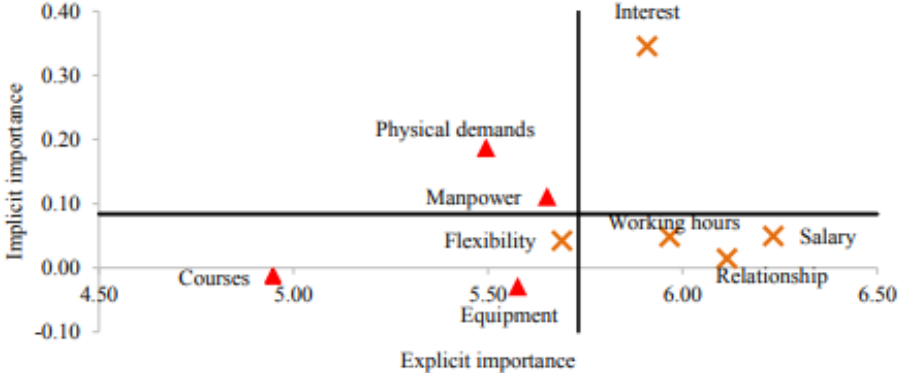 0.40
Interest
0.30
0.20
Physical demands
0.10
Manpower
Flexibility
Working hours
Salary
0.00
Courses
Relationship
4.50
5.00
5.50
6.00
6.50
Equipment
-0.10
Implicit importance
Explicit importance